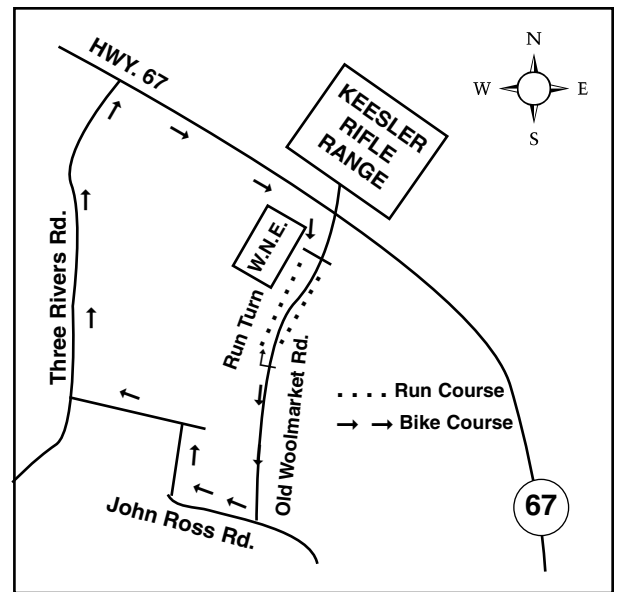 HWY. 67
N
W E
S
KEESLER
RIFLE
RANGE
W.N.E.
Three Rivers Rd.
Run Turn
Old Woolmarket Rd.
.... Run Course
→ → Bike Course
John Ross Rd.
67